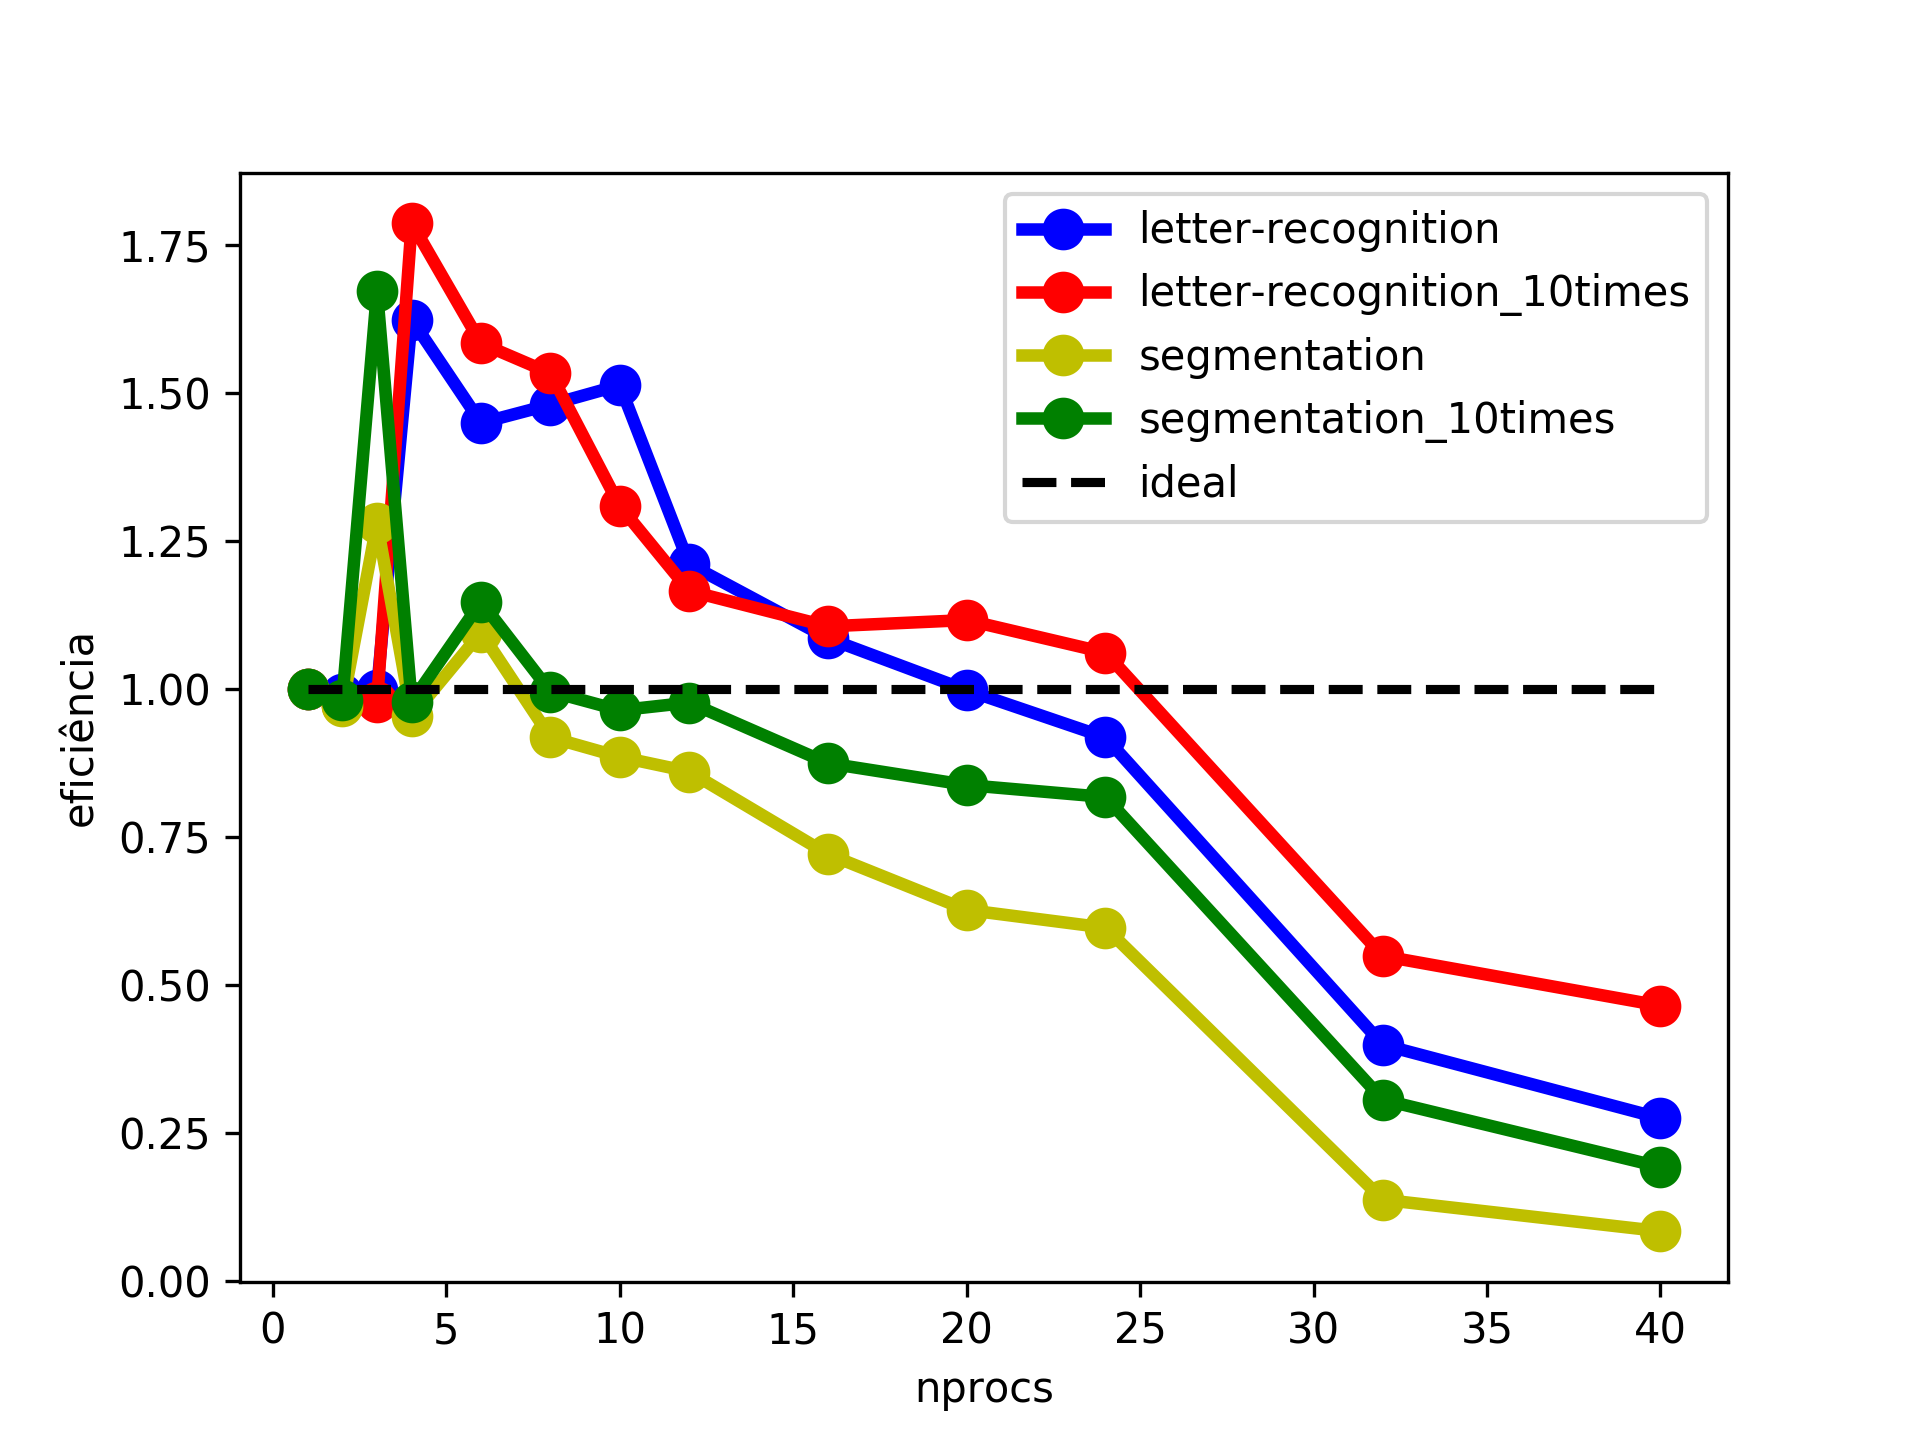 letter-recognition
letter-recognition_10times
segmentation
segmentation_10times
ideal
1.75
1.50
1.25
1.00
0.75
0.50
0.25
0.00
eficiência
0 5 10 15 20 25 30 35 40
nprocs